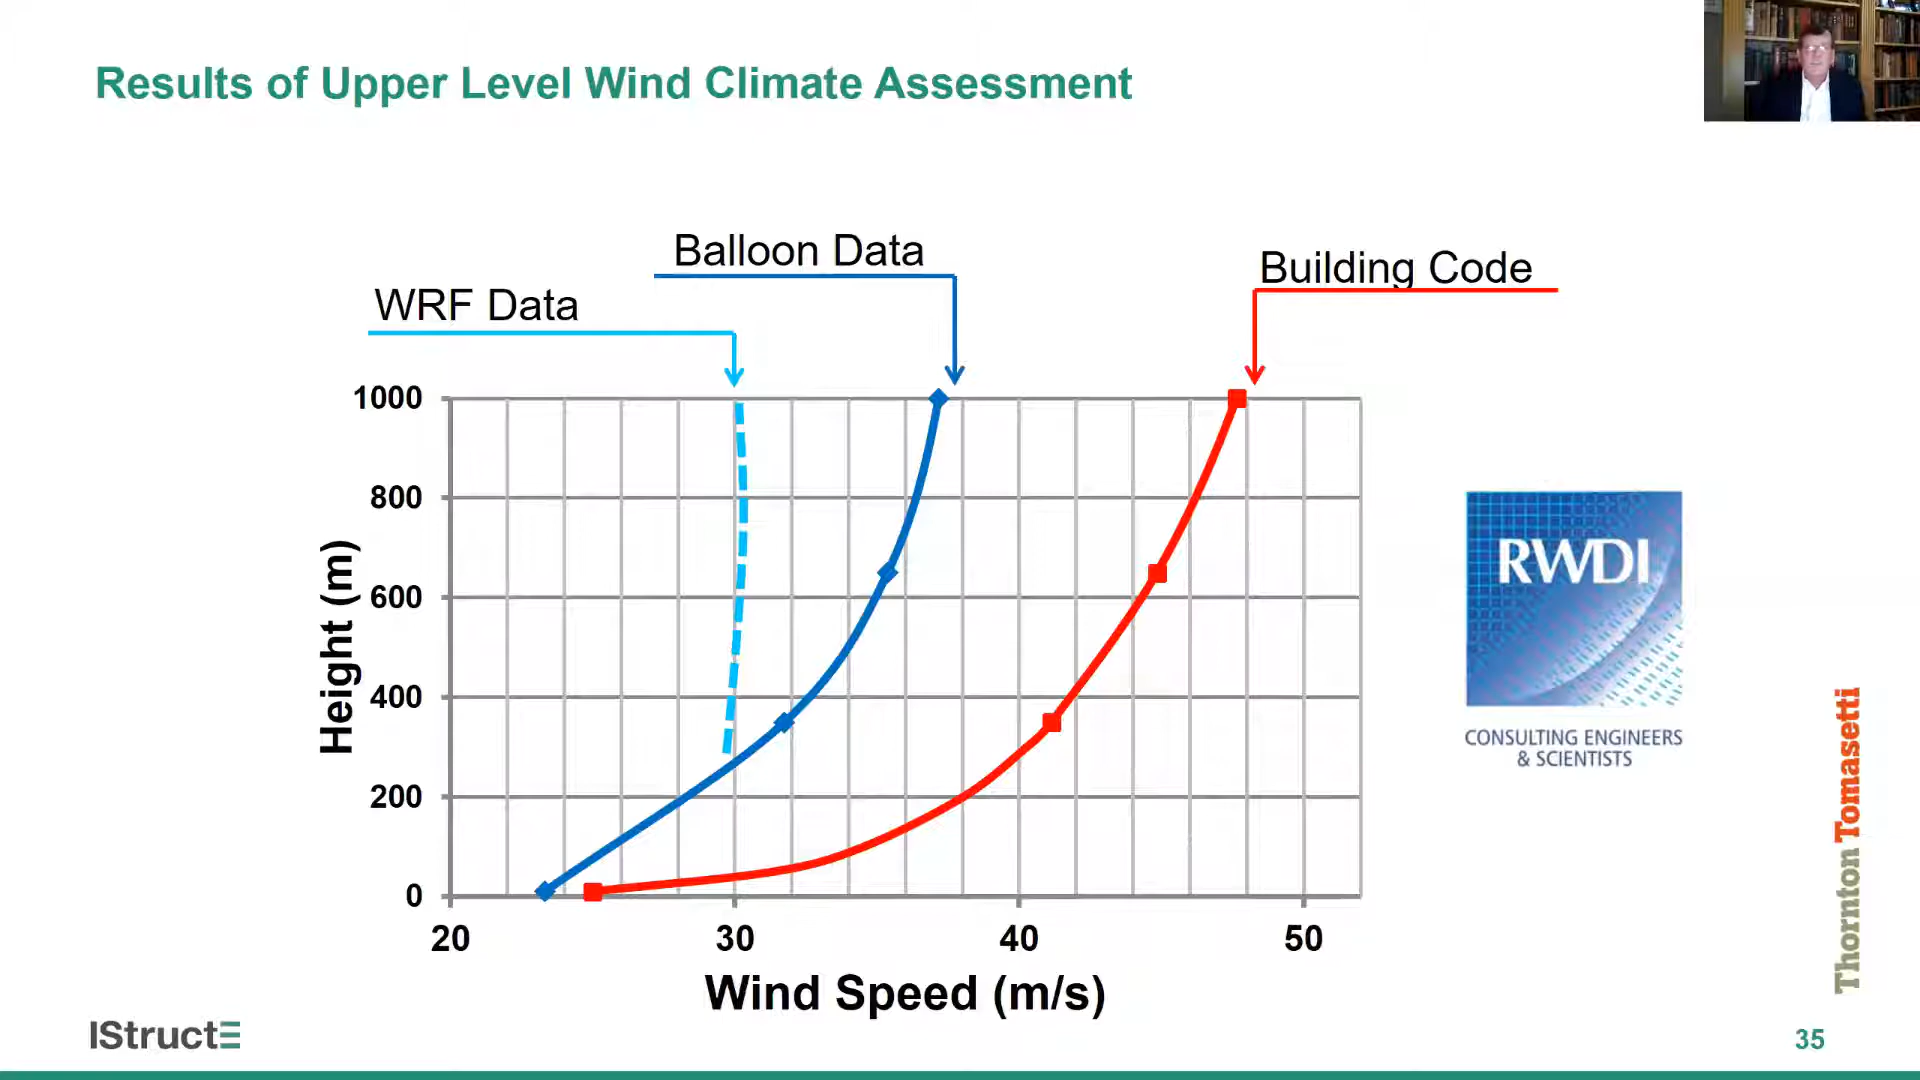 Results of Upper Level Wind Climate Assessment
Balloon Data
Building Code
WRF Data
1000
800
600
400
200
0
Height (m)
20 30 40 50
Wind Speed (m/s)
RWDI
CONSULTING ENGINEERS
& SCIENTISTS
Thornton Tomasetti
IStructE
35